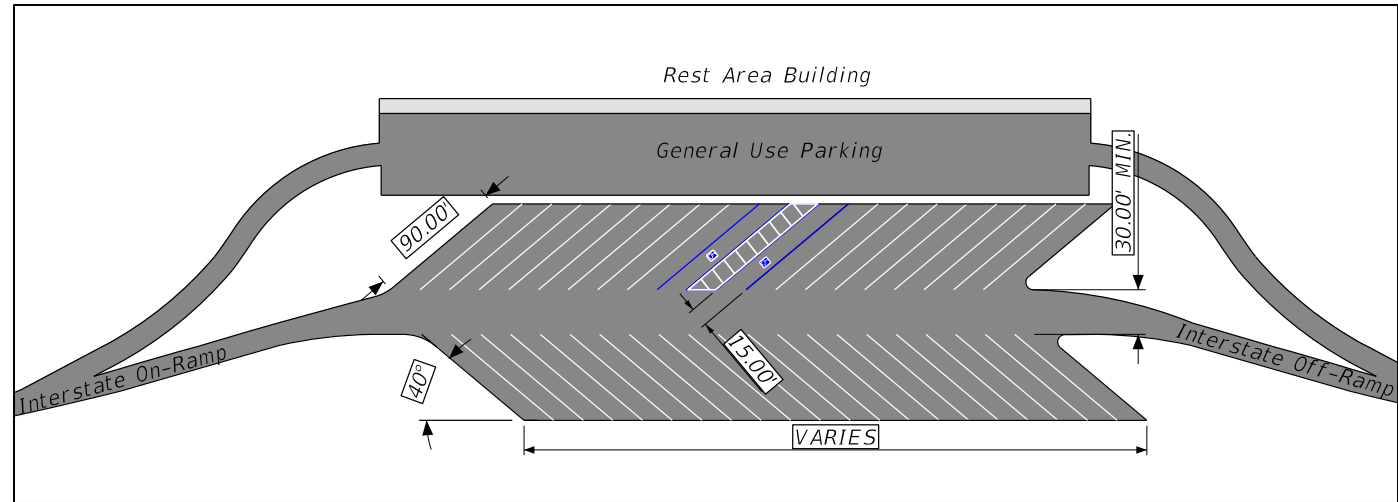 Rest Area Building
General Use Parking
30.00' MIN.
90.00'
Interstate On-Ramp
Interstate Off-Ramp
15.00'
40°
VARIES